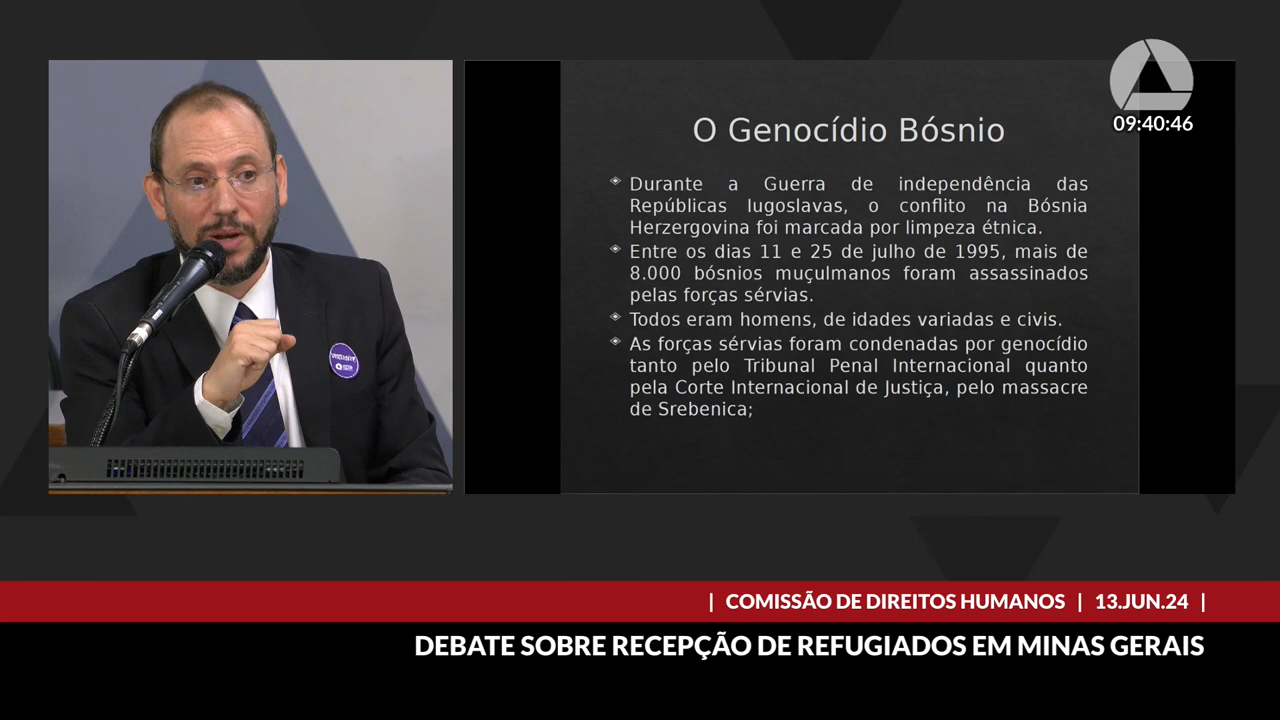 09:40:46
O Genocídio Bósnio
Durante a Guerra de independência das
Repúblicas Iugoslavas, o conflito na Bósnia
Herzergovina foi marcada por limpeza étnica.
Entre os dias 11 e 25 de julho de 1995, mais de
8.000 bósnios muçulmanos foram assassinados
pelas forças sérvias.
Todos eram homens, de idades variadas e civis.
As forças sérvias foram condenadas por genocídio
tanto pelo Tribunal Penal Internacional quanto
pela Corte Internacional de Justiça, pelo massacre
de Srebenica;
VISITANTE
| COMISSÃO DE DIREITOS HUMANOS | 13.JUN.24 |
DEBATE SOBRE RECEPÇÃO DE REFUGIADOS EM MINAS GERAIS